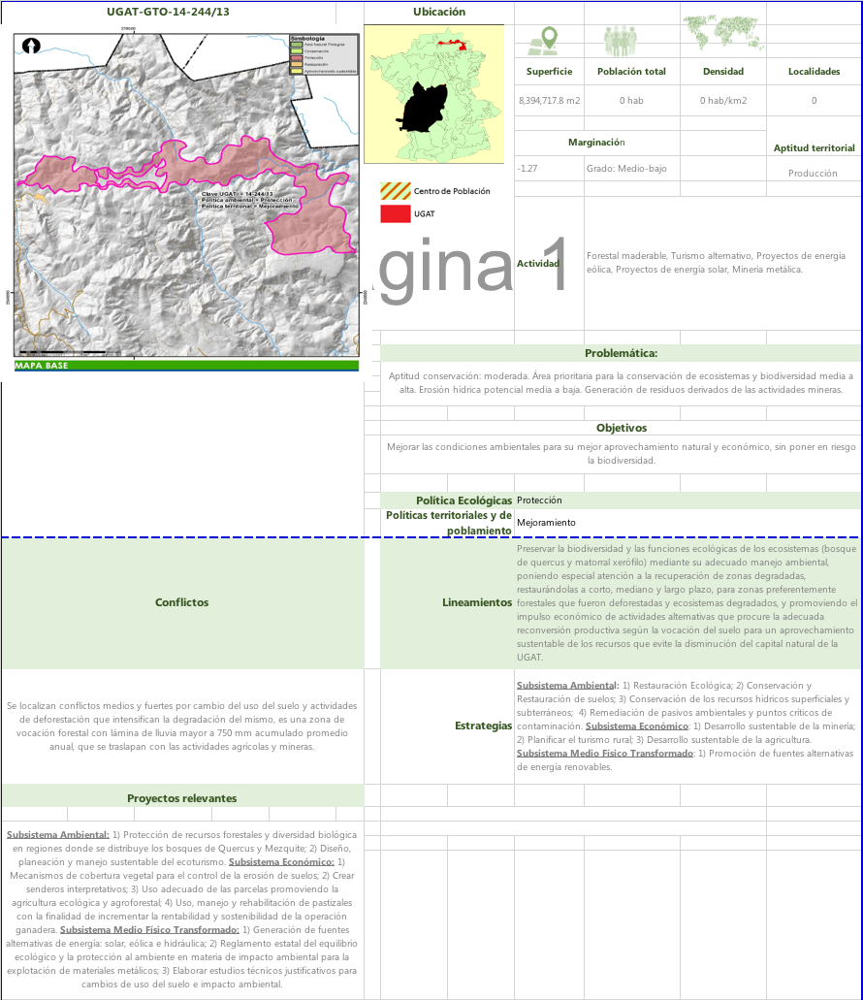 UGAT-GTO-14-244/13
Ubicación
Simbología
Área Natural Protegida
Conservación
Protección
Restauración
Aprovechamiento sustentable
Clave UGAT = 14-244/13
Política ambiental = Protección
Política territorial = Mejoramiento
MAPA BASE
Centro de Población
UGAT
Superficie
Población total
Densidad
Localidades
8,394,717.8 m2
0 hab
0 hab/km2
0
Marginación
Aptitud territorial
-1.27
Grado: Medio-bajo
Producción
gina 1
Actividad
Forestal maderable, Turismo alternativo, Proyectos de energía
eólica, Proyectos de energía solar, Minería metálica.
Problemática:
Aptitud conservación: moderada. Área prioritaria para la conservación de ecosistemas y biodiversidad media a
alta. Erosión hídrica potencial media a baja. Generación de residuos derivados de las actividades mineras.
Objetivos
Mejorar las condiciones ambientales para su mejor aprovechamiento natural y económico, sin poner en riesgo
la biodiversidad.
Política Ecológicas
Protección
Políticas territoriales y de
poblamiento
Mejoramiento
Conflictos
Lineamientos
Preservar la biodiversidad y las funciones ecológicas de los ecosistemas (bosque
de quercus y matorral xerófilo) mediante su adecuado manejo ambiental,
poniendo especial atención a la recuperación de zonas degradadas,
restaurándolas a corto, mediano y largo plazo, para zonas preferentemente
forestales que fueron deforestadas y ecosistemas degradados, y promoviendo el
impulso económico de actividades alternativas que procure la adecuada
reconversión productiva según la vocación del suelo para un aprovechamiento
sustentable de los recursos que evite la disminución del capital natural de la
UGAT.
Se localizan conflictos medios y fuertes por cambio del uso del suelo y actividades
de deforestación que intensifican la degradación del mismo, es una zona de
vocación forestal con lámina de lluvia mayor a 750 mm acumulado promedio
anual, que se traslapan con las actividades agrícolas y mineras.
Estrategias
Subsistema Ambiental: 1) Restauración Ecológica; 2) Conservación y
Restauración de suelos; 3) Conservación de los recursos hídricos superficiales y
subterráneos; 4) Remediación de pasivos ambientales y puntos criticos de
contaminación. Subsistema Económico: 1) Desarrollo sustentable de la minería;
2) Planificar el turismo rural; 3) Desarrollo sustentable de la agricultura.
Subsistema Medio Físico Transformado: 1) Promoción de fuentes alternativas
de energía renovables.
Proyectos relevantes
Subsistema Ambiental: 1) Protección de recursos forestales y diversidad biológica
en regiones donde se distribuye los bosques de Quercus y Mezquite; 2) Diseño,
planeación y manejo sustentable del ecoturismo. Subsistema Económico: 1)
Mecanismos de cobertura vegetal para el control de la erosión de suelos; 2) Crear
senderos interpretativos; 3) Uso adecuado de las parcelas promoviendo la
agricultura ecológica y agroforestal; 4) Uso, manejo y rehabilitación de pastizales
con la finalidad de incrementar la rentabilidad y sostenibilidad de la operación
ganadera. Subsistema Medio Físico Transformado: 1) Generación de fuentes
alternativas de energía: solar, eólica e hidráulica; 2) Reglamento estatal del equilibrio
ecológico y la protección al ambiente en materia de impacto ambiental para la
explotación de materiales metálicos; 3) Elaborar estudios técnicos justificativos para
cambios de uso del suelo e impacto ambiental.